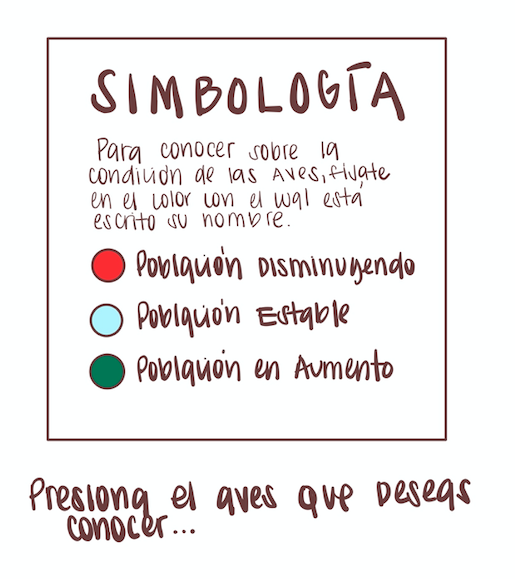 SIMBOLOGÍA
Para conocer sobre la
condición de las Aves, fíjate
en el color con el cual está
escrito su nombre.
Población Disminuyendo
Población Estable
Población en Aumento
Presiona el aves que deseas
conocer...